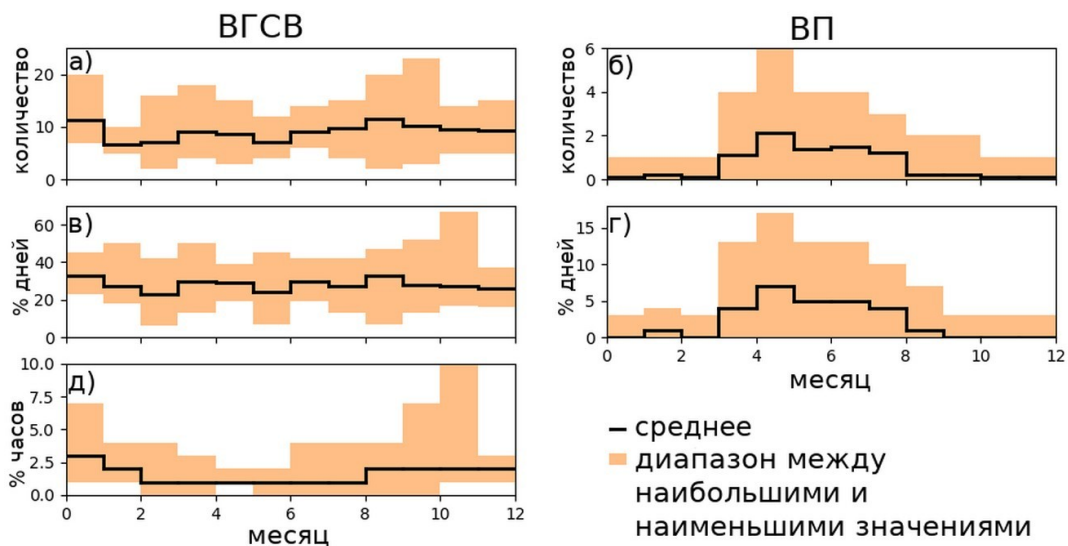 ВГСВ
ВП
а)
количество
20
10
0
б)
количество
6
4
2
0
в)
% дней
60
40
20
0
г)
% дней
15
10
5
0
0 2 4 6 8 10 12
месяц
д)
% часов
10.0
7.5
5.0
2.5
0.0
0 2 4 6 8 10 12
месяц
среднее
диапазон между
наибольшими и
наименьшими значениями